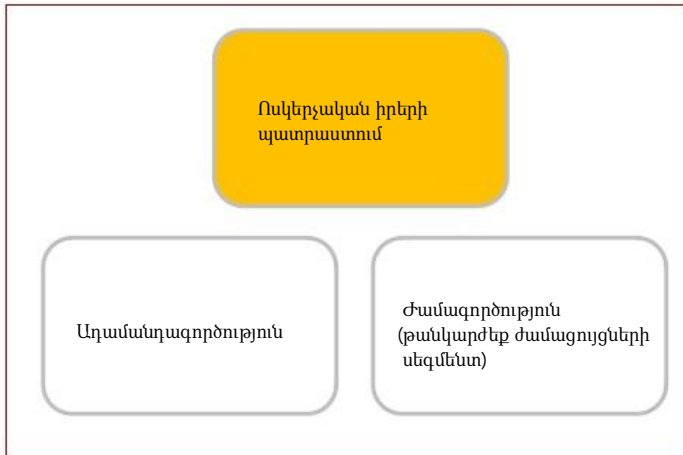 Ոսկերչական իրերի
պատրաստում
Ադամանդագործություն
Ժամագործություն
(թանկարժեք ժամացույցների
սեգմենտ)